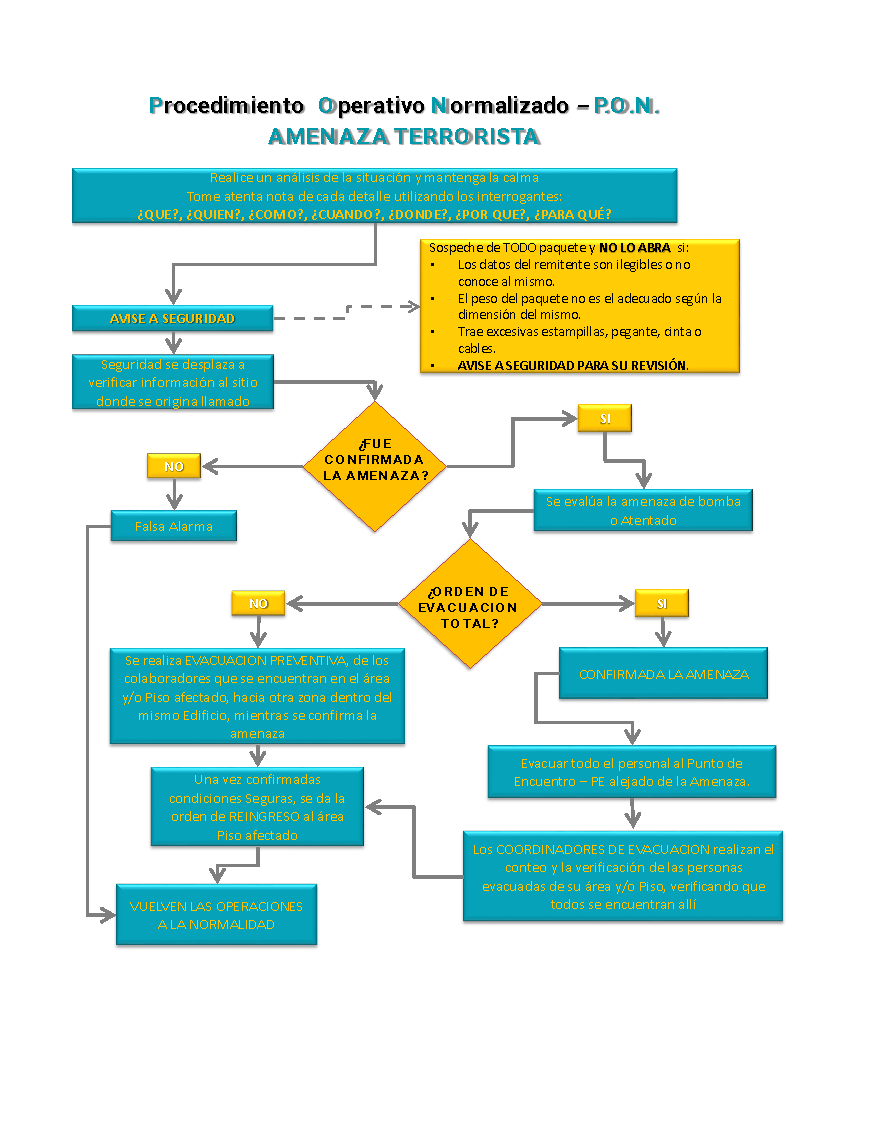 Procedimiento Operativo Normalizado – P.O.N.
AMENAZA TERRORISTA
Realice un análisis de la situación y mantenga la calma
Tome atenta nota de cada detalle utilizando los interrogantes:
¿QUE?, ¿QUIEN?, ¿COMO?, ¿CUANDO?, ¿DONDE?, ¿POR QUE?, ¿PARA QUÉ?
Sospeche de TODO paquete y NO LO ABRA si:
• Los datos del remitente son ilegibles o no
conoce al mismo.
• El peso del paquete no es el adecuado según la
dimensión del mismo.
• Trae excesivas estampillas, pegante, cinta o
cables.
• AVISE A SEGURIDAD PARA SU REVISIÓN.
AVISE A SEGURIDAD
Seguridad se desplaza a
verificar información al sitio
donde se origina llamado
¿FUE
CONFIRMADA
LA AMENAZA?
SI
NO
Se evalúa la amenaza de bomba
o Atentado
Falsa Alarma
¿ORDEN DE
EVACUACION
TOTAL?
NO
SI
Se realiza EVACUACION PREVENTIVA, de los
colaboradores que se encuentran en el área
y/o Piso afectado, hacia otra zona dentro del
mismo Edificio, mientras se confirma la
amenaza
CONFIRMADA LA AMENAZA
Evacuar todo el personal al Punto de
Encuentro – PE alejado de la Amenaza.
Una vez confirmadas
condiciones Seguras, se da la
orden de REINGRESO al área
Piso afectado
Los COORDINADORES DE EVACUACION realizan el
conteo y la verificación de las personas
evacuadas de su área y/o Piso, verificando que
todos se encuentran allí
VUELVEN LAS OPERACIONES
A LA NORMALIDAD